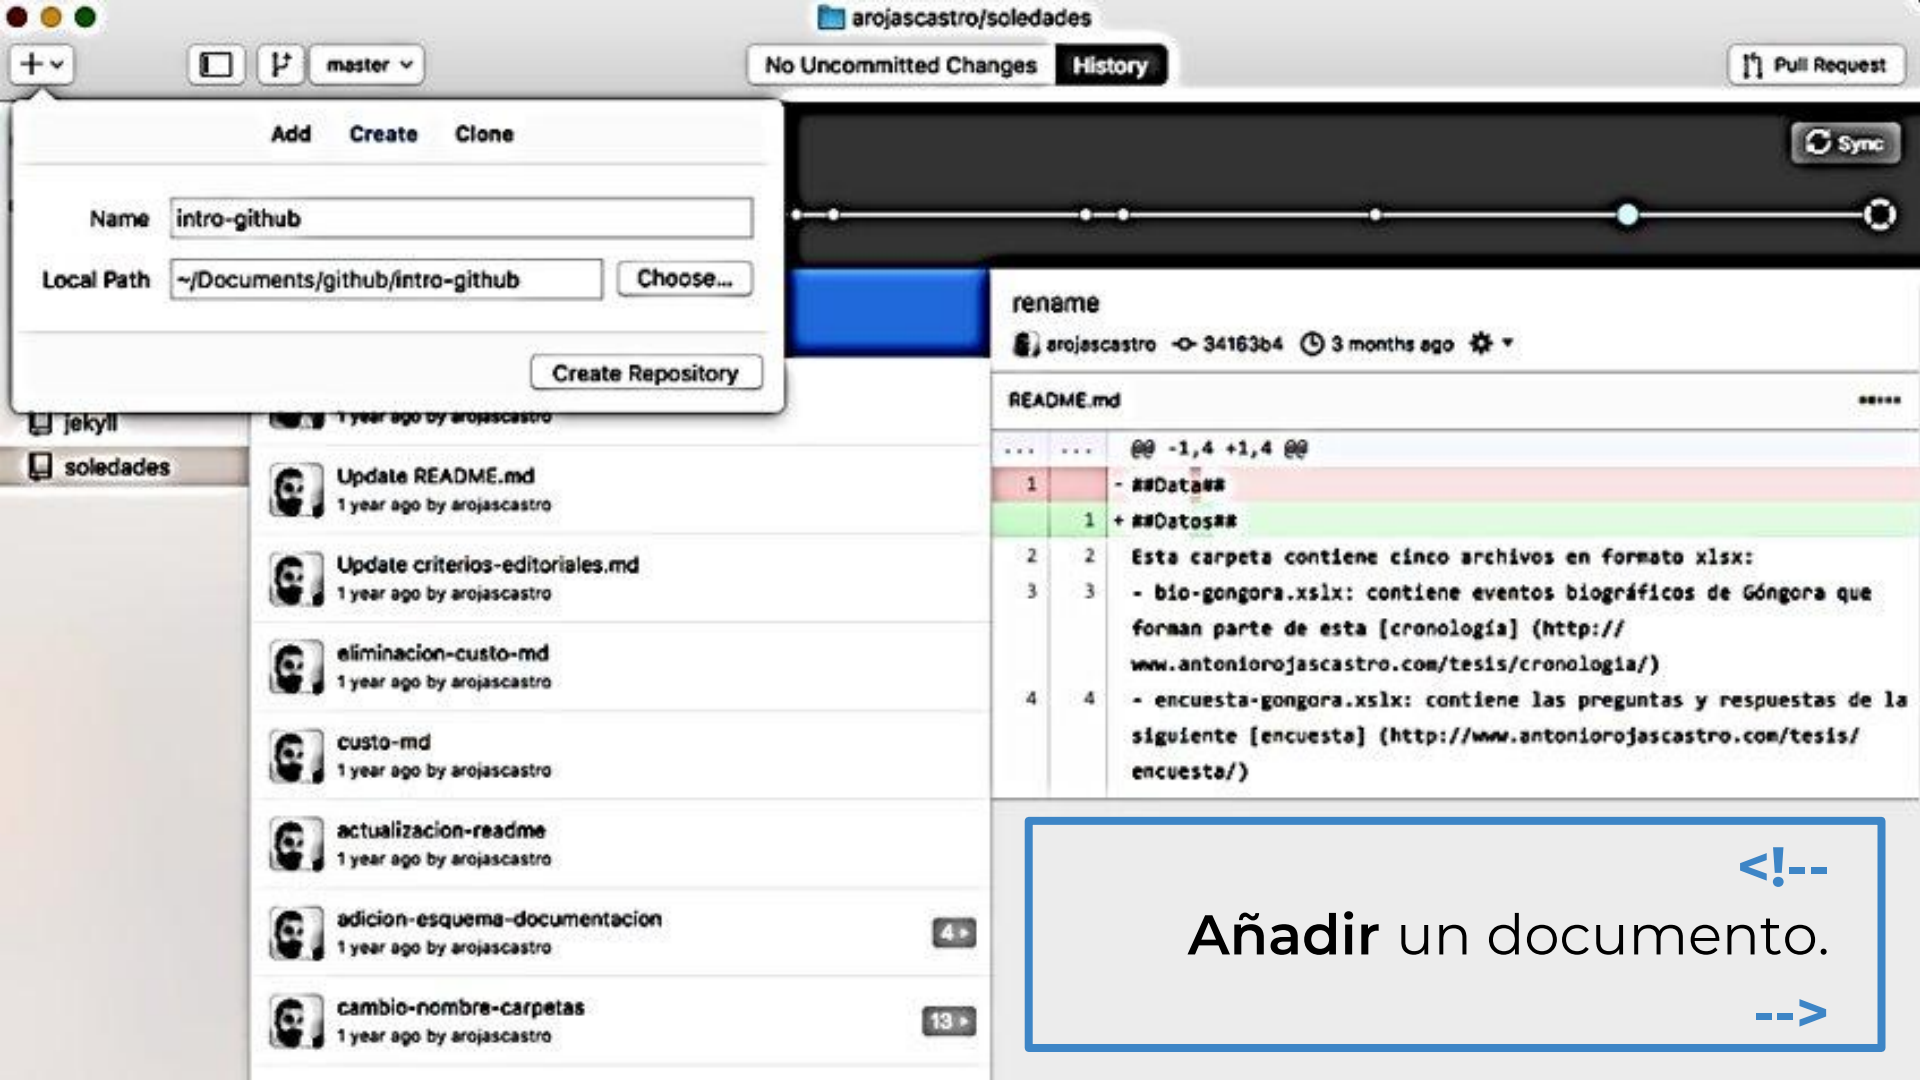 arojascastro/soledades
master
No Uncommitted Changes
History
Pull Request
Add Create Clone
Name intro-github
Local Path ~/Documents/github/intro-github Choose...
Create Repository
Sync
jekyll
soledades
1 year ago by arojascastro
Update README.md
1 year ago by arojascastro
Update criterios-editoriales.md
1 year ago by arojascastro
eliminacion-custo-md
1 year ago by arojascastro
custo-md
1 year ago by arojascastro
actualizacion-readme
1 year ago by arojascastro
adicion-esquema-documentacion
4
1 year ago by arojascastro
cambio-nombre-carpetas
13
1 year ago by arojascastro
rename
arojascastro 34163b4 3 months ago
README.md
... ... @@ -1,4 +1,4 @@
1 - ##Data##
1 + ##Datos##
2 2 Esta carpeta contiene cinco archivos en formato xlsx:
3 3 - bio-gongora.xslx: contiene eventos biográficos de Góngora que
forman parte de esta [cronología] (http://
www.antoniorojascastro.com/tesis/cronologia/)
4 4 - encuesta-gongora.xslx: contiene las preguntas y respuestas de la
siguiente [encuesta] (http://www.antoniorojascastro.com/tesis/
encuesta/)
<!--
Añadir un documento.
-->